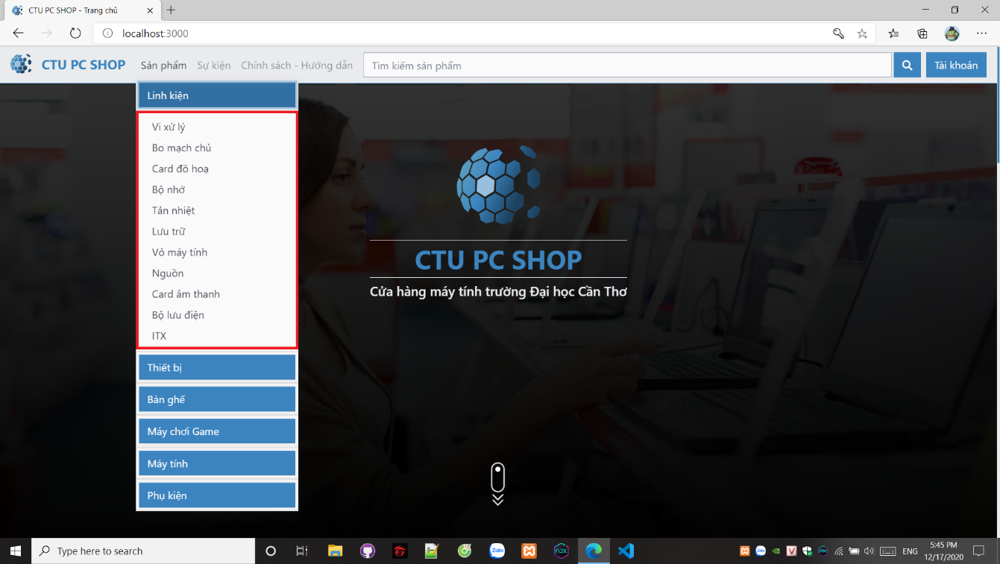 CTU PC SHOP - Trang chủ
localhost:3000
CTU PC SHOP Sản phẩm Sự kiện Chính sách - Hướng dẫn Tìm kiếm sản phẩm Tài khoản
Linh kiện
Vi xử lý
Bo mạch chủ
Card đồ hoạ
Bộ nhớ
Tản nhiệt
Lưu trữ
Vỏ máy tính
Nguồn
Card âm thanh
Bộ lưu điện
ITX
Thiết bị
Bàn ghế
Máy chơi Game
Máy tính
Phụ kiện
CTU PC SHOP
Cửa hàng máy tính trường Đại học Cần Thơ
Type here to search
Zalo
ENG
5:45 PM
12/17/2020